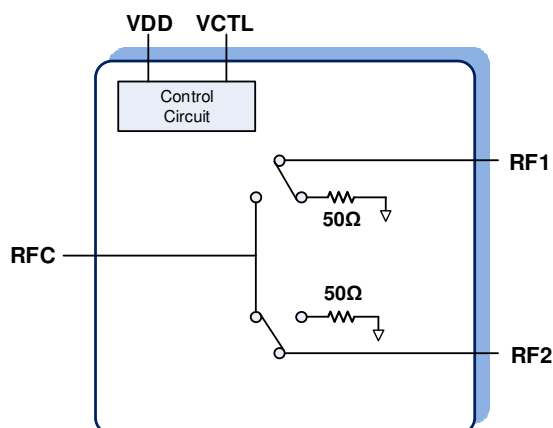 VDD VCTL
Control
Circuit
RF1
50Ω
RFC
50Ω
RF2